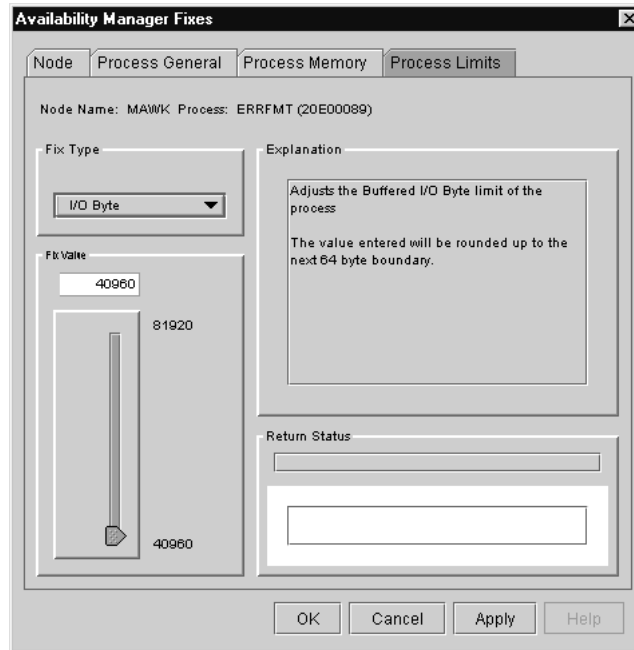 Availability Manager Fixes
Node
Process General
Process Memory
Process Limits
Node Name: MAWK Process: ERRFMT (20E00089)
Fix Type
I/O Byte
Fix Value
40960
81920
40960
Explanation
Adjusts the Buffered I/O Byte limit of the
process
The value entered will be rounded up to the
next 64 byte boundary.
Return Status
OK
Cancel
Apply
Help